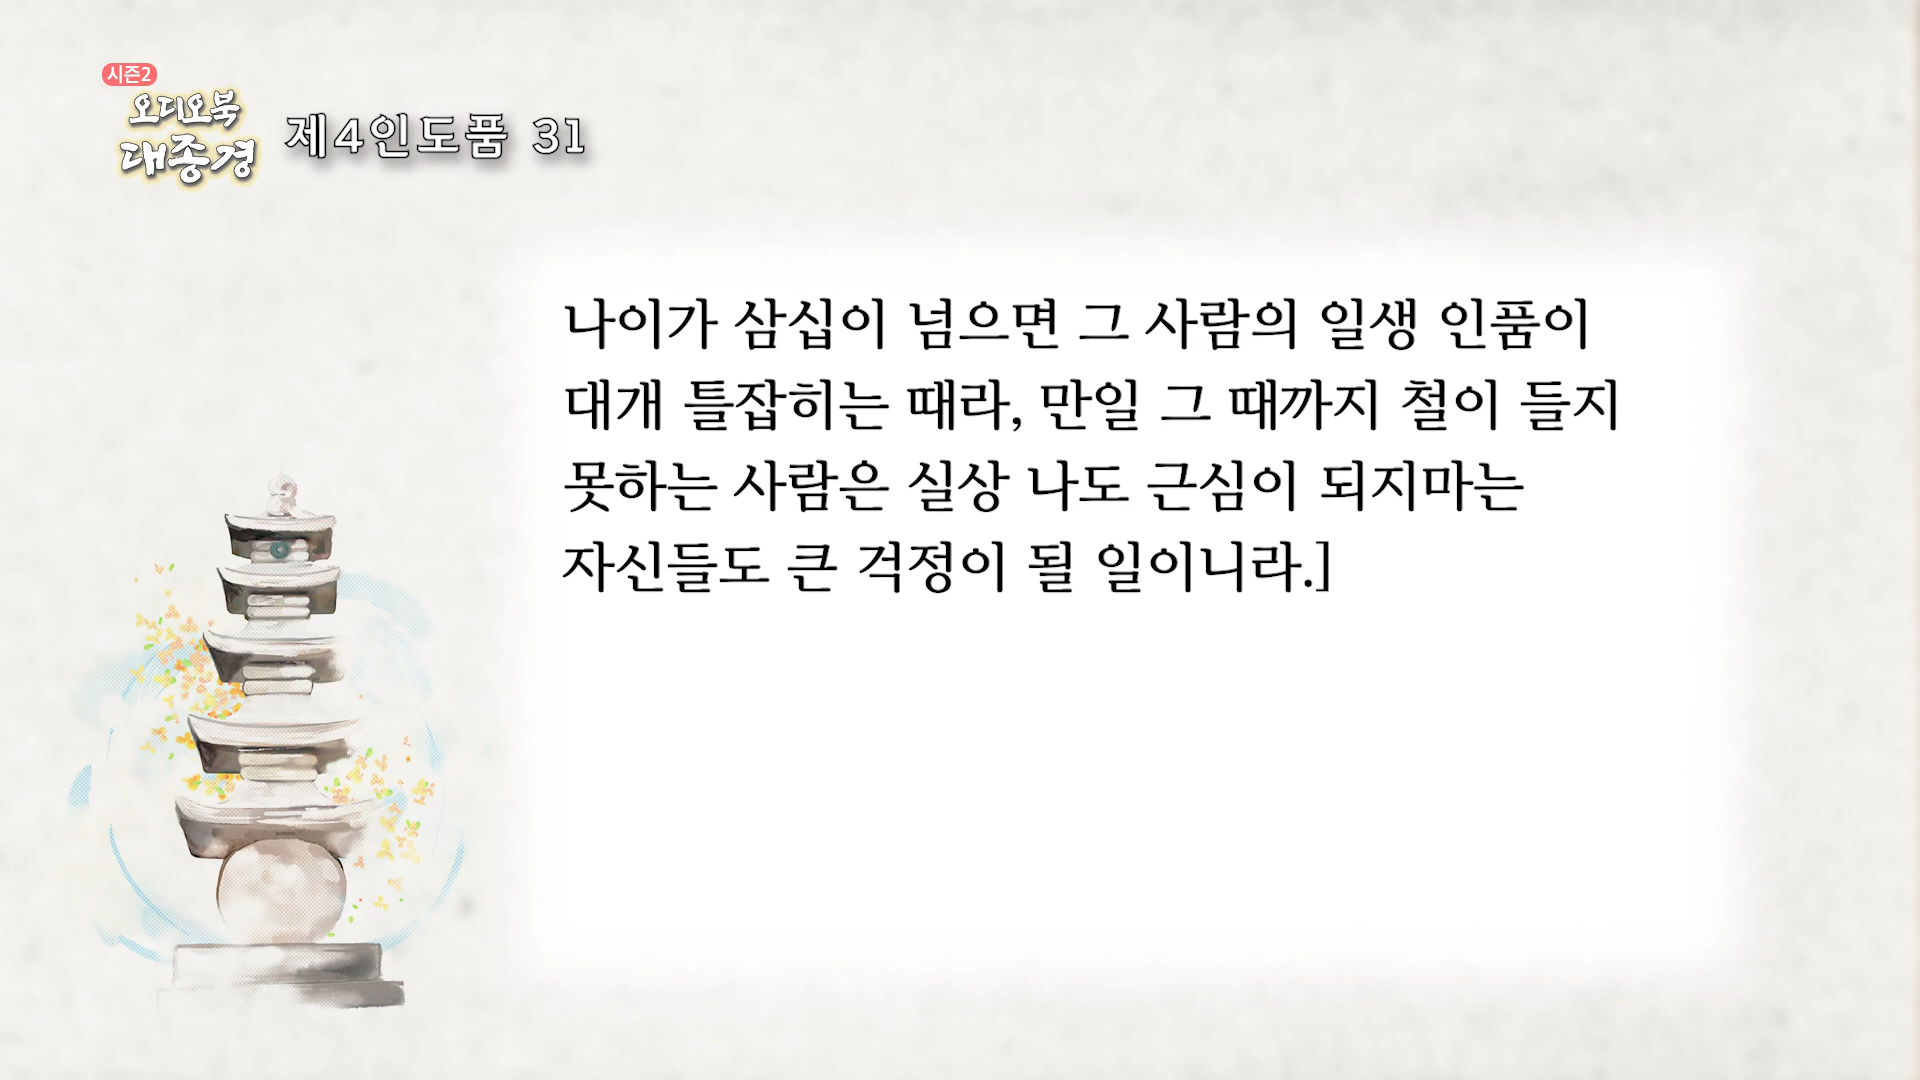 시즌2
오디오북
대종경
제4인도품 31
나이가 삼십이 넘으면 그 사람의 일생 인품이
대개 틀잡히는 때라, 만일 그 때까지 철이 들지
못하는 사람은 실상 나도 근심이 되지마는
자신들도 큰 걱정이 될 일이니라.]